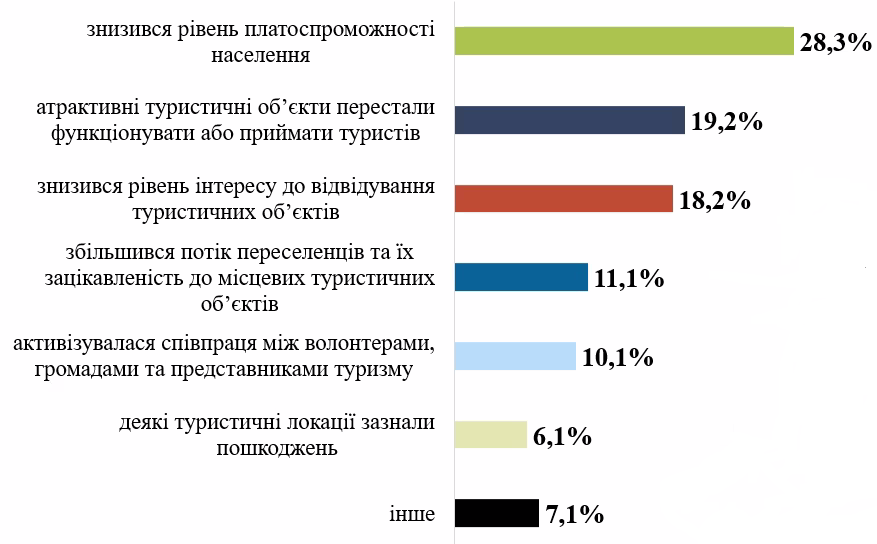 знизився рівень платоспроможності
населення
28,3%
атрактивні туристичні об’єкти перестали
функціонувати або приймати туристів
19,2%
знизився рівень інтересу до відвідування
туристичних об’єктів
18,2%
збільшився потік переселенців та їх
зацікавленість до місцевих туристичних
об’єктів
11,1%
активізувалася співпраця між волонтерами,
громадами та представниками туризму
10,1%
деякі туристичні локації зазнали
пошкоджень
6,1%
інше
7,1%